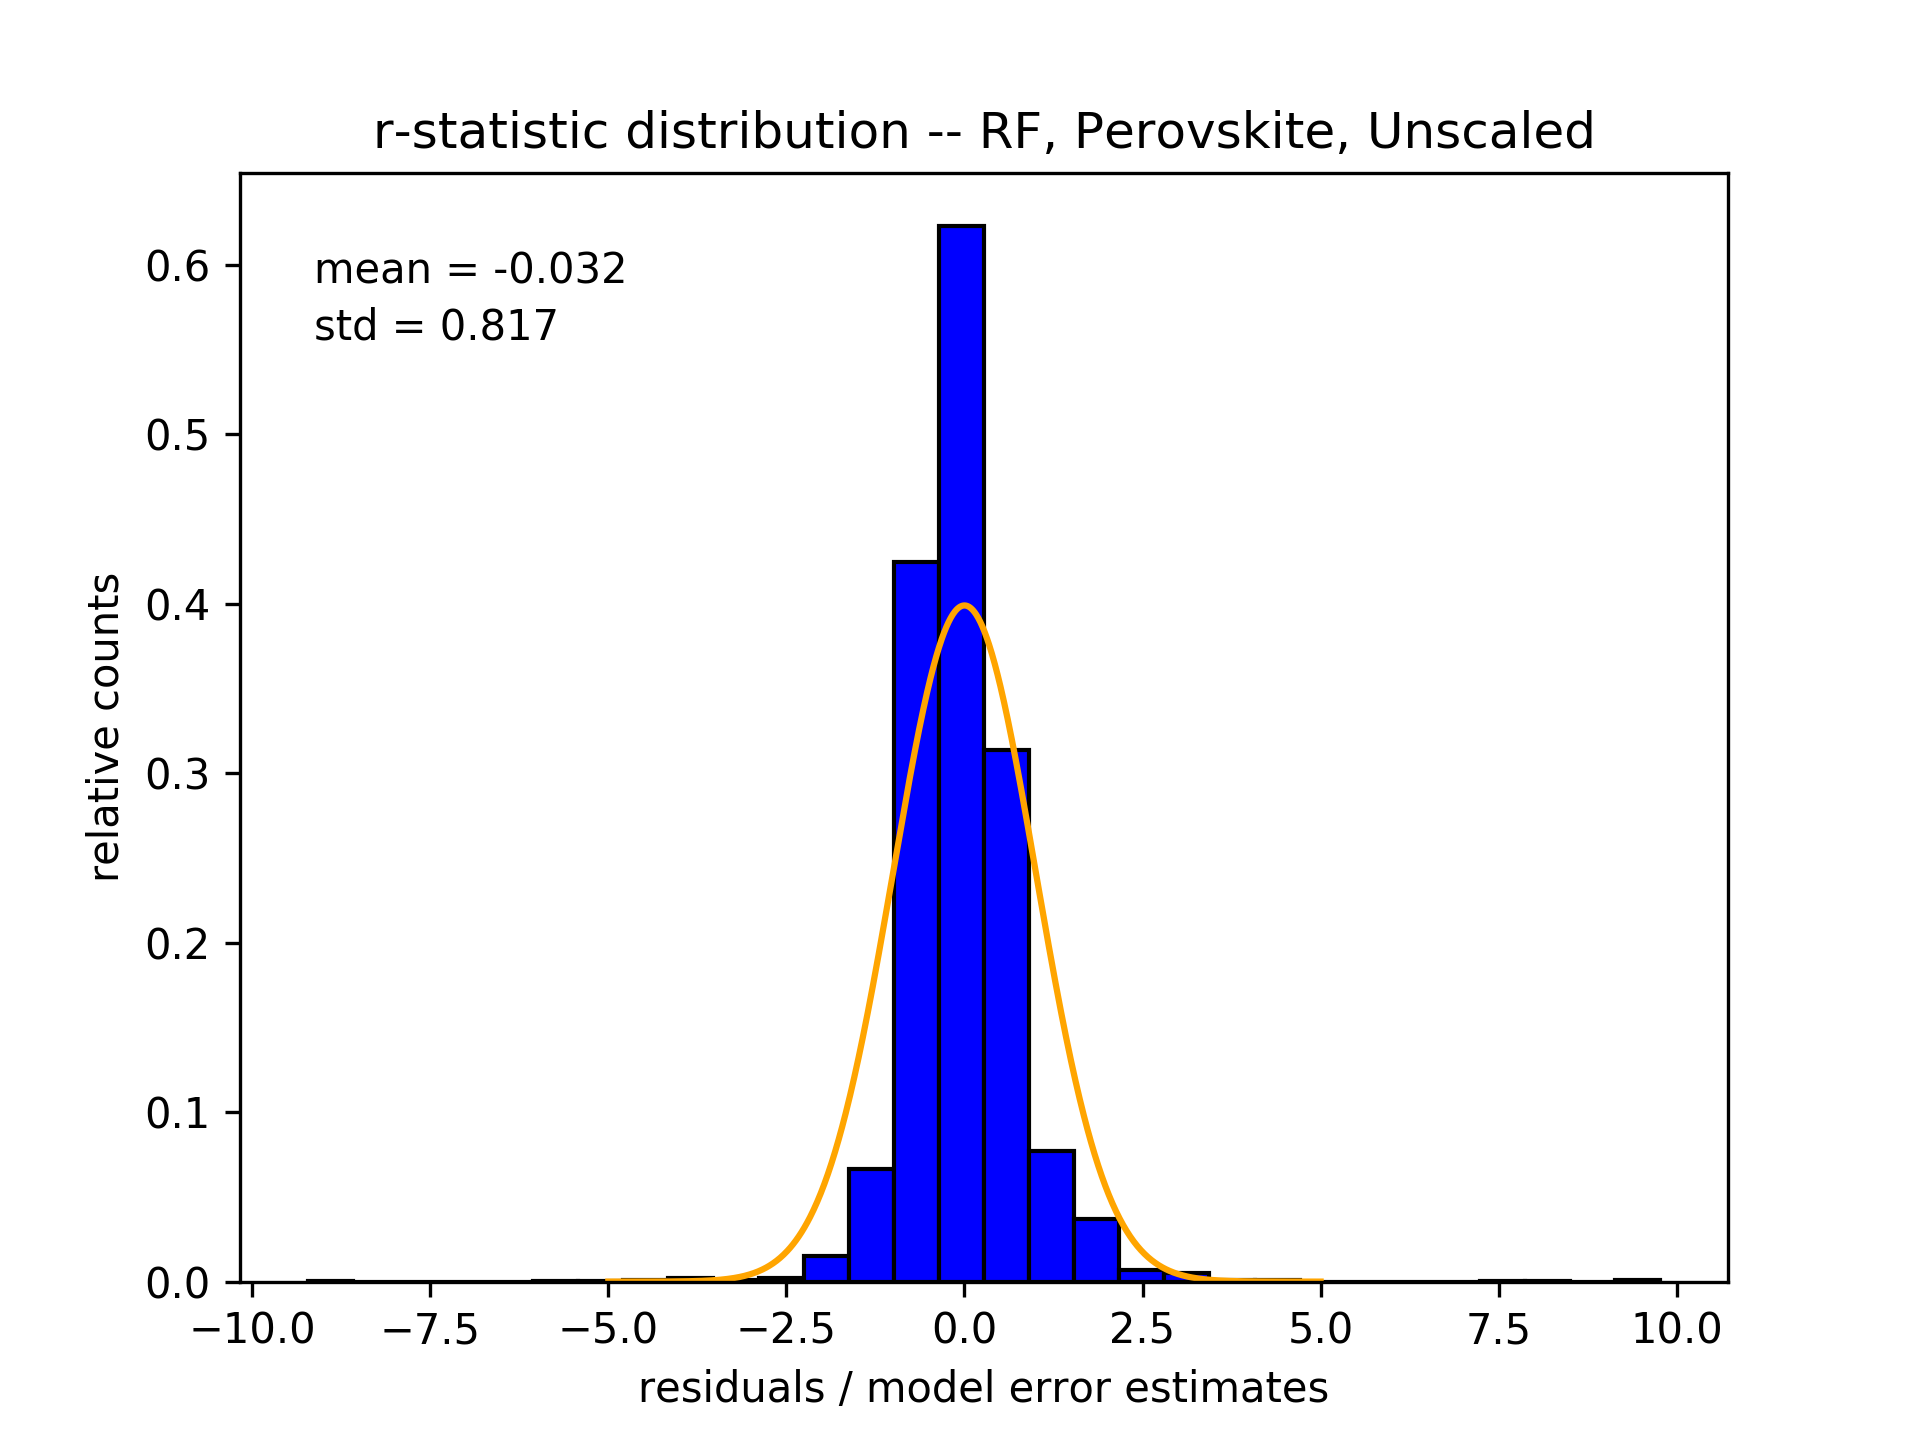 r-statistic distribution -- RF, Perovskite, Unscaled
mean = -0.032
std = 0.817
relative counts
0.6
0.5
0.4
0.3
0.2
0.1
0.0
−10.0 −7.5 −5.0 −2.5 0.0 2.5 5.0 7.5 10.0
residuals / model error estimates